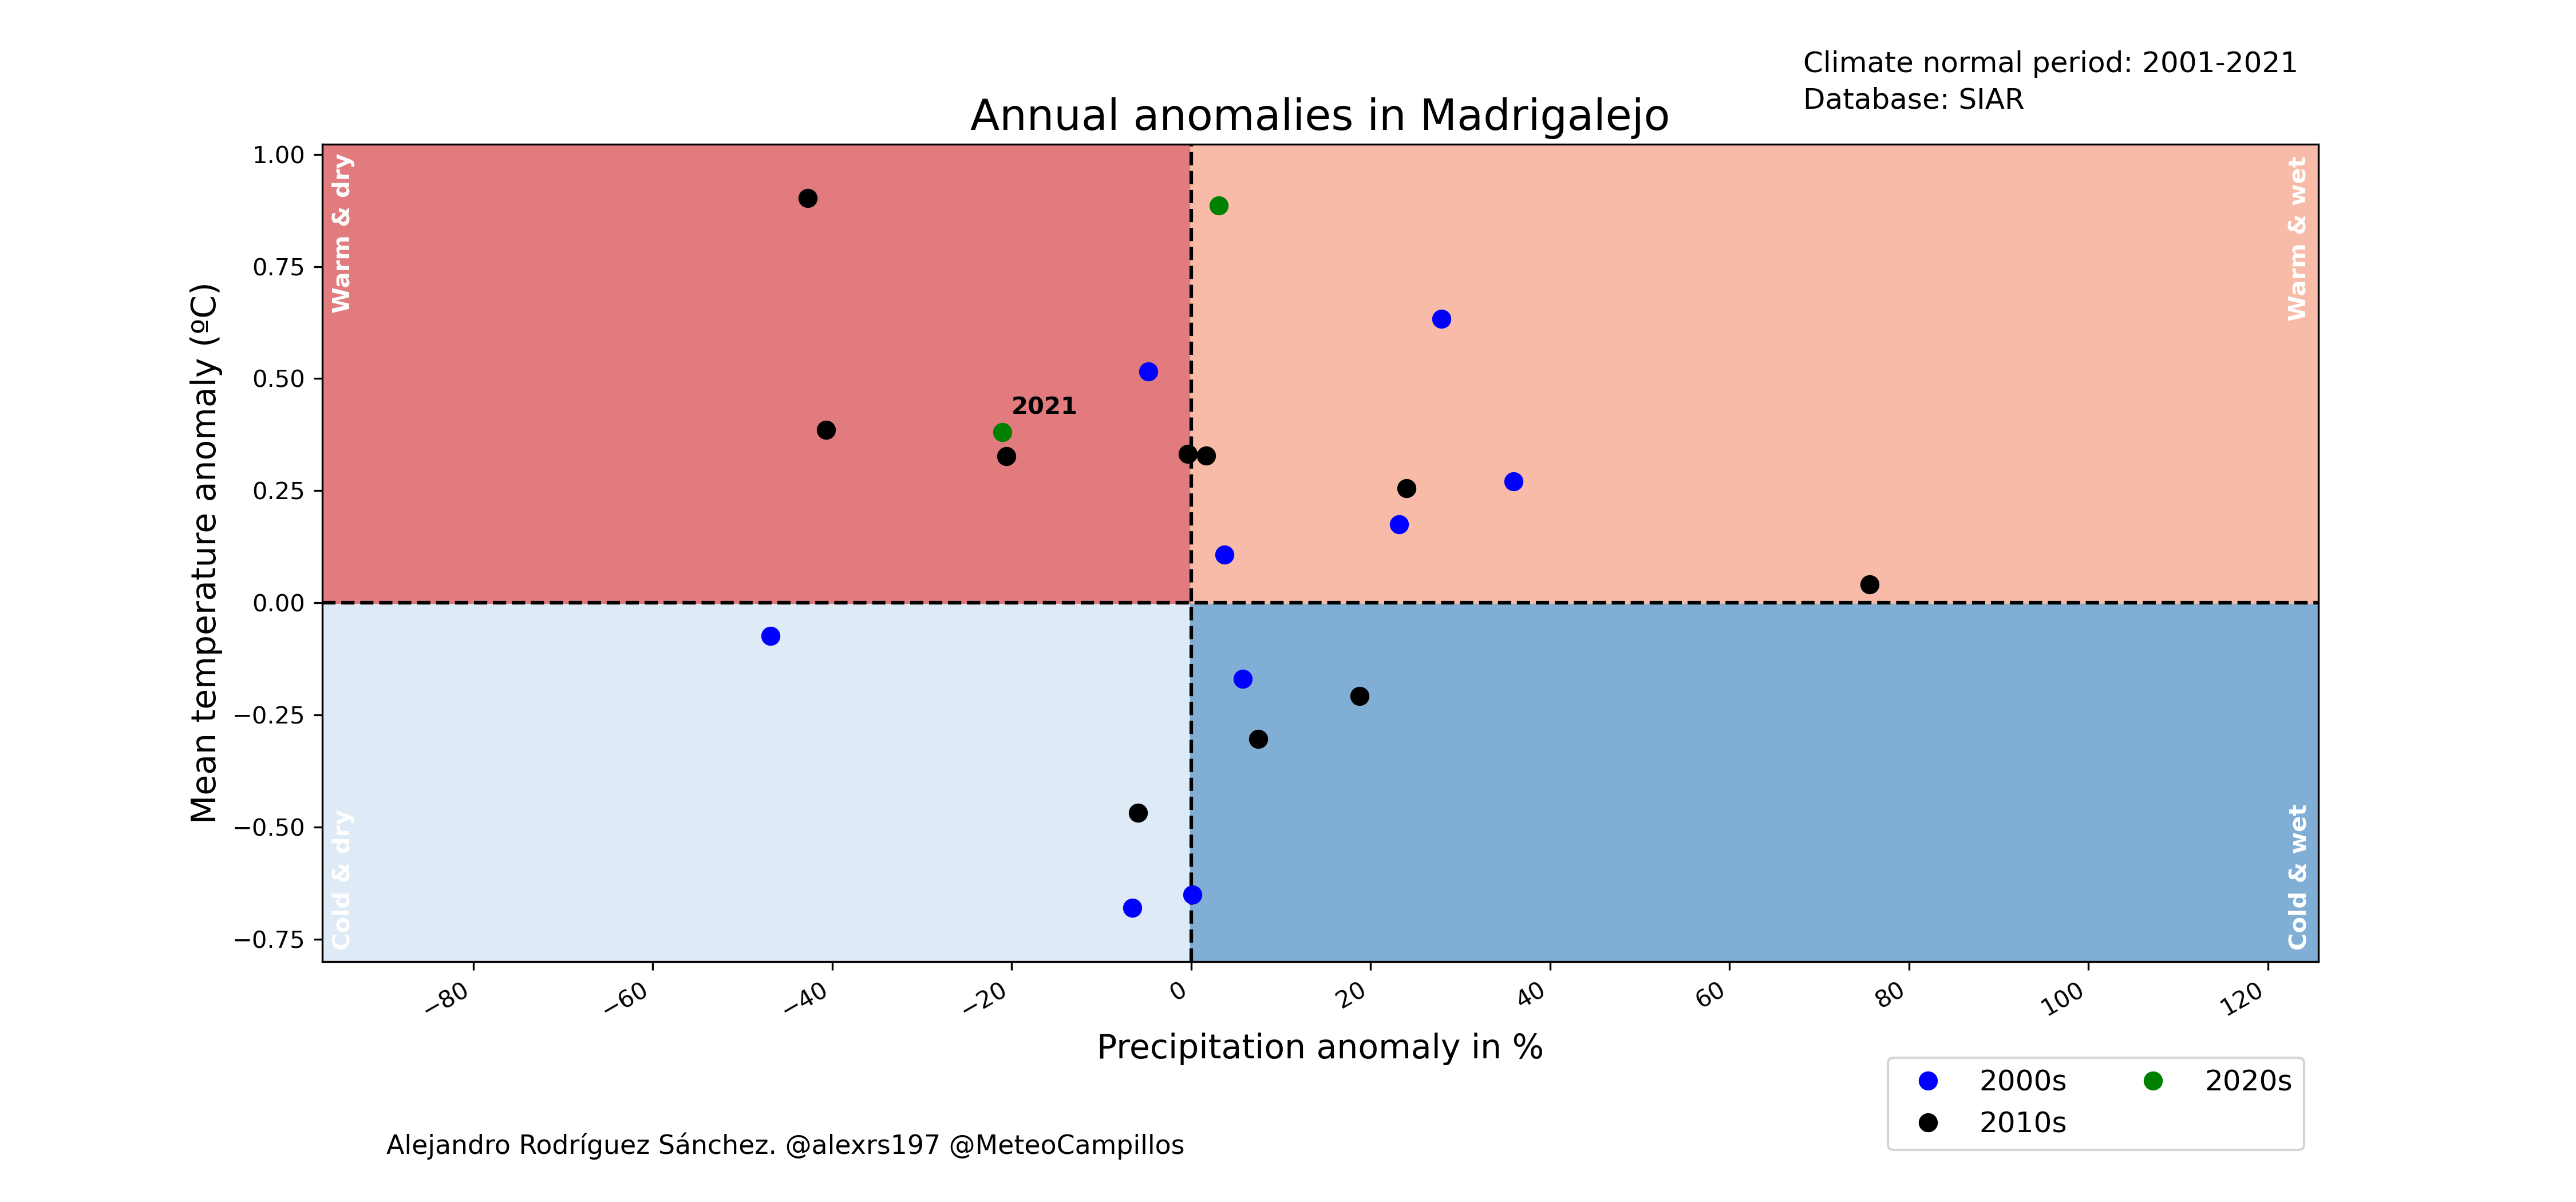 Climate normal period: 2001-2021
Database: SIAR
Annual anomalies in Madrigalejo
Mean temperature anomaly (ºC)
1.00
0.75
0.50
0.25
0.00
−0.25
−0.50
−0.75
Warm & dry
Warm & wet
2021
Cold & dry
Cold & wet
−80
−60
−40
−20
0
20
40
60
80
100
120
Precipitation anomaly in %
2000s
2010s
2020s
Alejandro Rodríguez Sánchez. @alexrs197 @MeteoCampillos